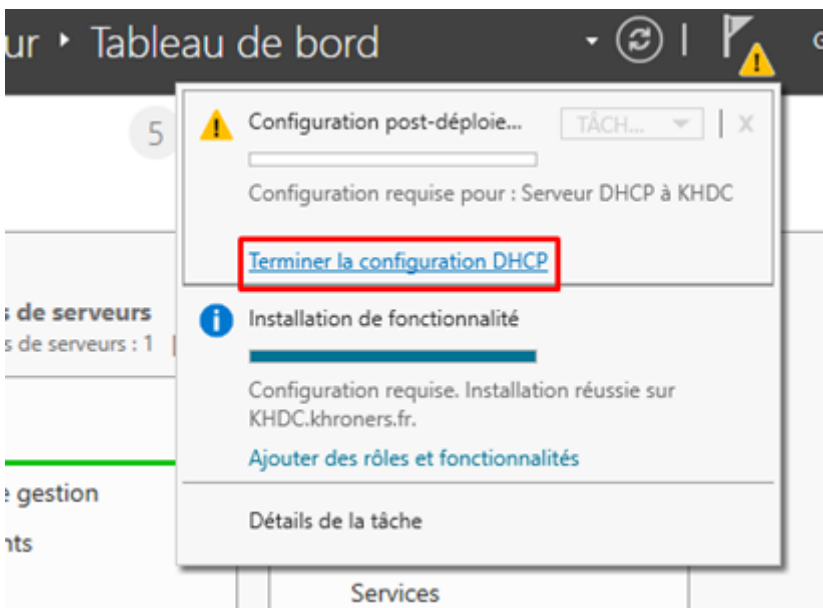 ur ‣ Tableau de bord
5
Configuration post-déploie...
TÂCH...
X
Configuration requise pour : Serveur DHCP à KHDC
Terminer la configuration DHCP
de serveurs
s de serveurs : 1
Installation de fonctionnalité
Configuration requise. Installation réussie sur
KHDC.khroners.fr.
Ajouter des rôles et fonctionnalités
gestion
nts
Détails de la tâche
Services